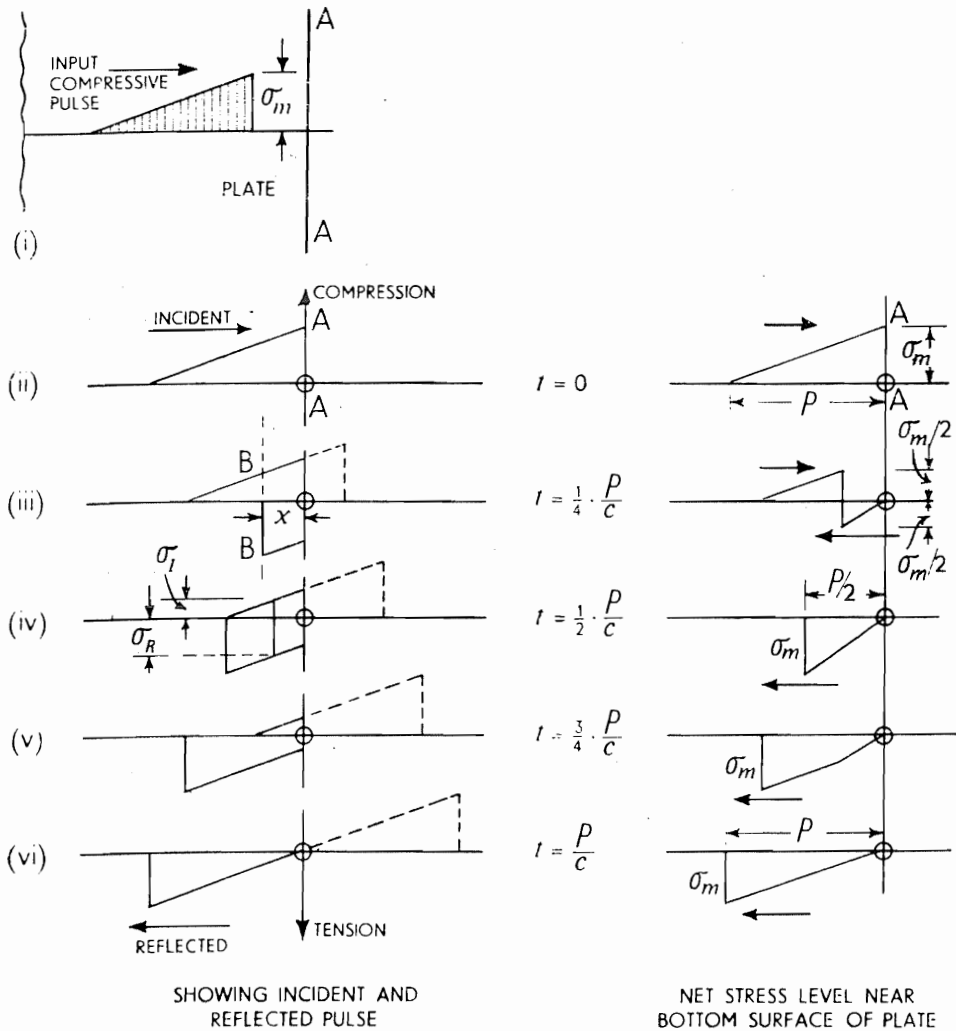 A
INPUT
COMPRESSIVE
PULSE
σm
PLATE
A
(i)
COMPRESSION
INCIDENT
A
A
(ii)
A
t = 0
P
σm
A
σm/2
B
(iii)
x
B
t = 1/4 · P/c
σm/2
σI
P/2
(iv)
σR
t = 1/2 · P/c
σm
(v)
t = 3/4 · P/c
σm
P
(vi)
t = P/c
σm
REFLECTED
TENSION
SHOWING INCIDENT AND
REFLECTED PULSE
NET STRESS LEVEL NEAR
BOTTOM SURFACE OF PLATE